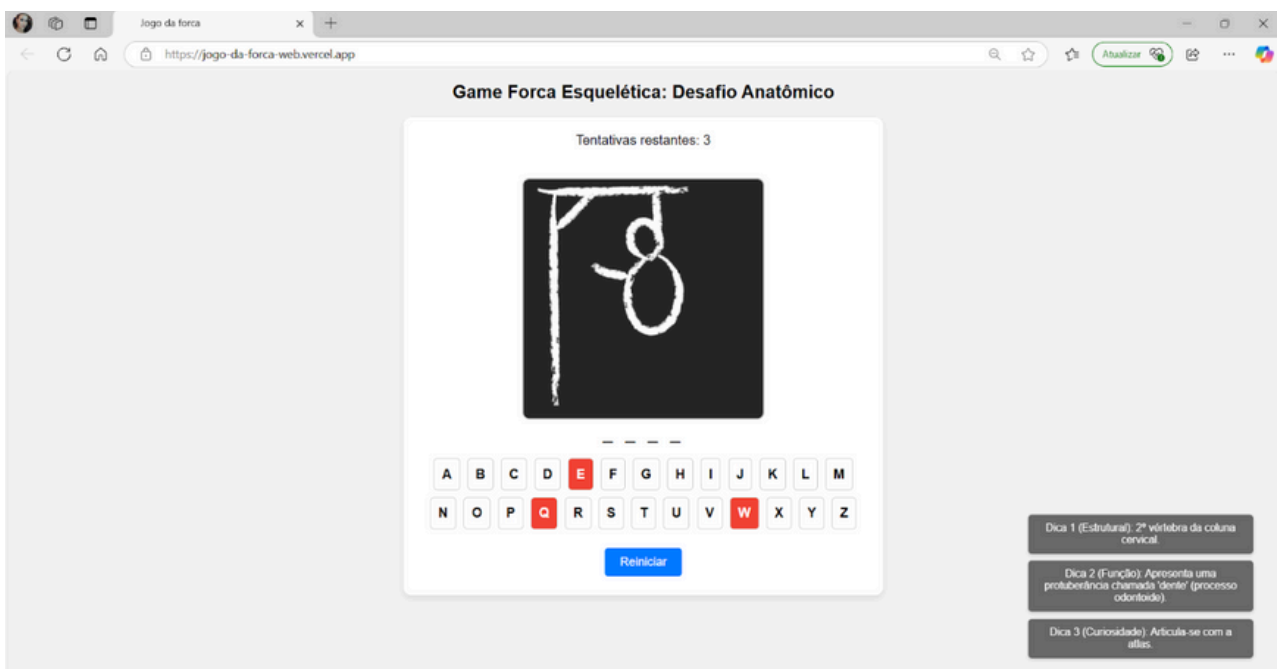 Jogo da forca
https://jogo-da-forca-web.vercel.app
Atualizar
Game Forca Esquelética: Desafio Anatômico
Tentativas restantes: 3
_ _ _ _
A B C D E F G H I J K L M
N O P Q R S T U V W X Y Z
Reiniciar
Dica 1 (Estrutural): 2ª vértebra da coluna
cervical.
Dica 2 (Função): Apresenta uma
protuberância chamada 'dente' (processo
odontoide).
Dica 3 (Curiosidade): Articula-se com a
atlas.